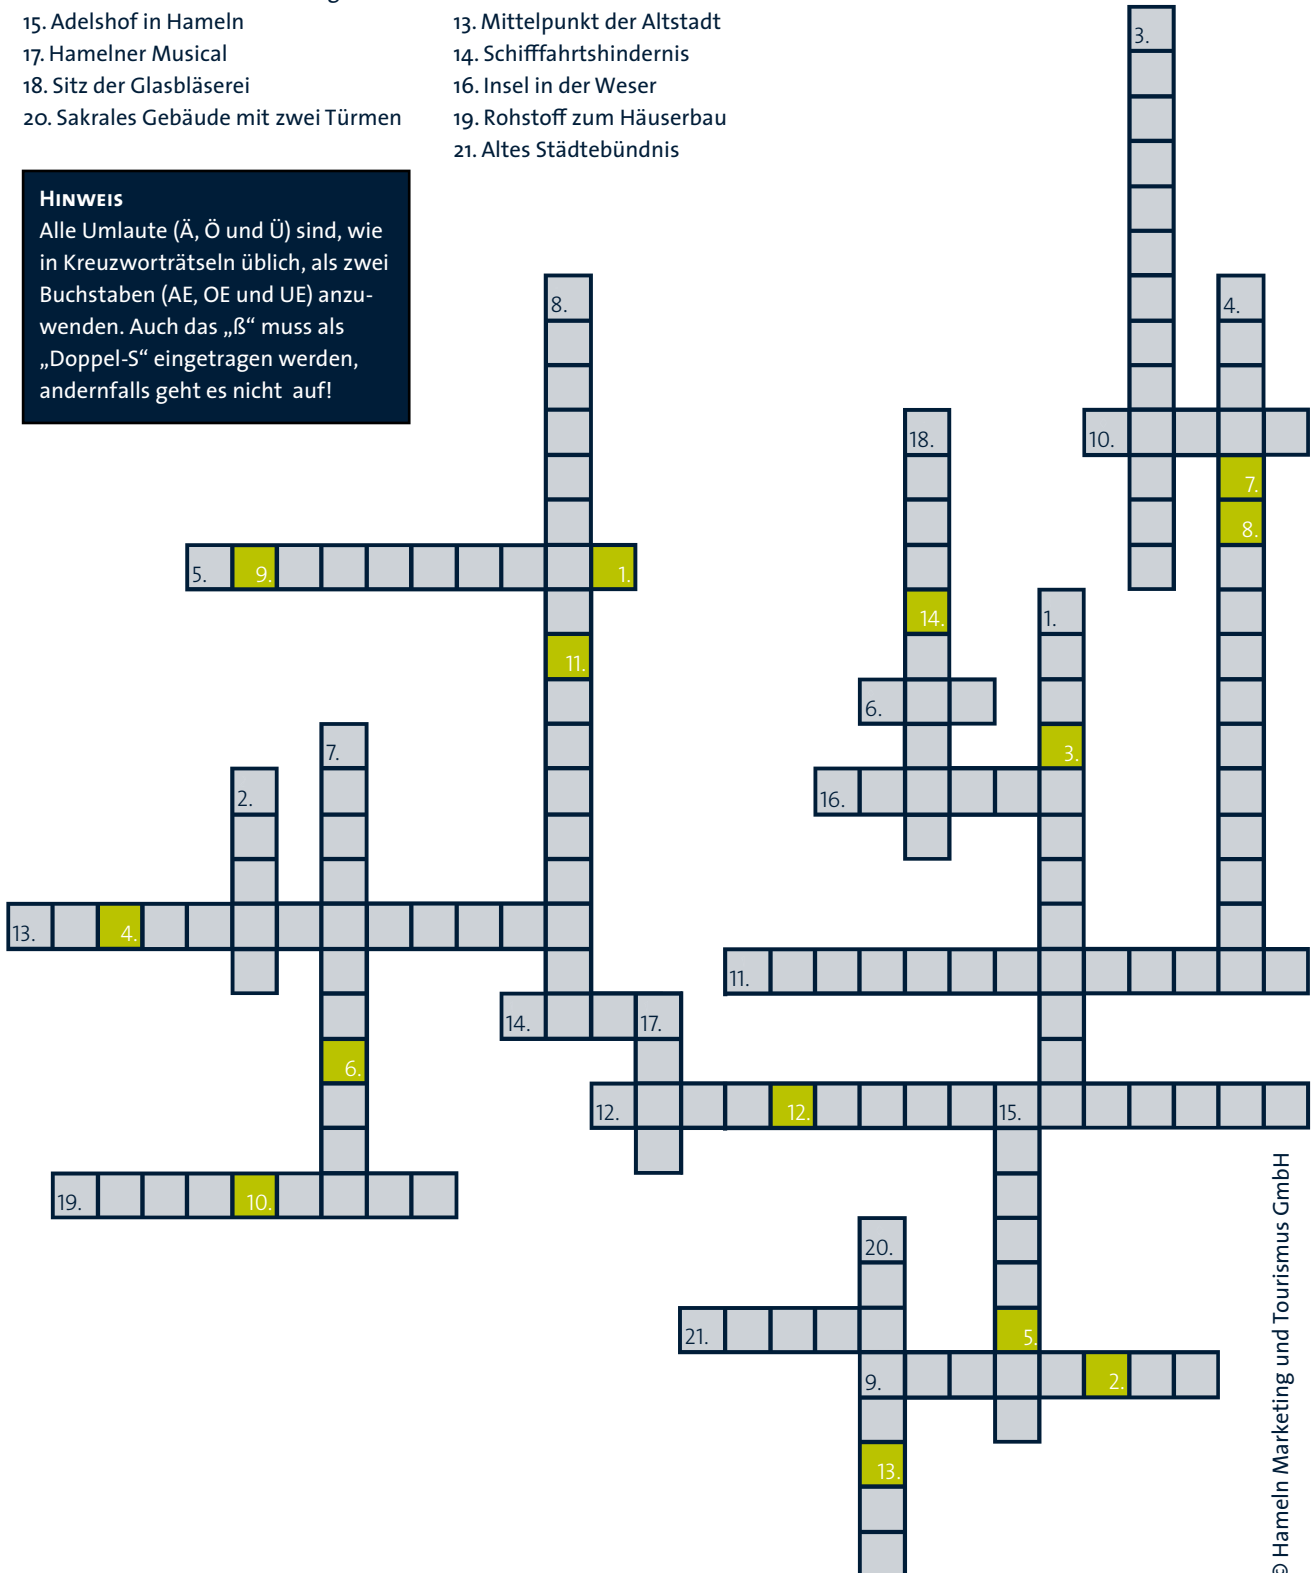 15. Adelshof in Hameln
17. Hamelner Musical
18. Sitz der Glasbläserei
20. Sakrales Gebäude mit zwei Türmen
13. Mittelpunkt der Altstadt
14. Schifffahrtshindernis
16. Insel in der Weser
19. Rohstoff zum Häuserbau
21. Altes Städtebündnis
HINWEIS
Alle Umlaute (Ä, Ö und Ü) sind, wie
in Kreuzworträtseln üblich, als zwei
Buchstaben (AE, OE und UE) anzu-
wenden. Auch das „ß“ muss als
„Doppel-S“ eingetragen werden,
andernfalls geht es nicht auf!
3.
8.
4.
18.
10.
7.
8.
5.
9.
1.
14.
1.
11.
6.
7.
3.
2.
16.
13.
4.
11.
14.
17.
6.
12.
12.
15.
19.
10.
20.
21.
5.
9.
2.
13.
© Hameln Marketing und Tourismus GmbH